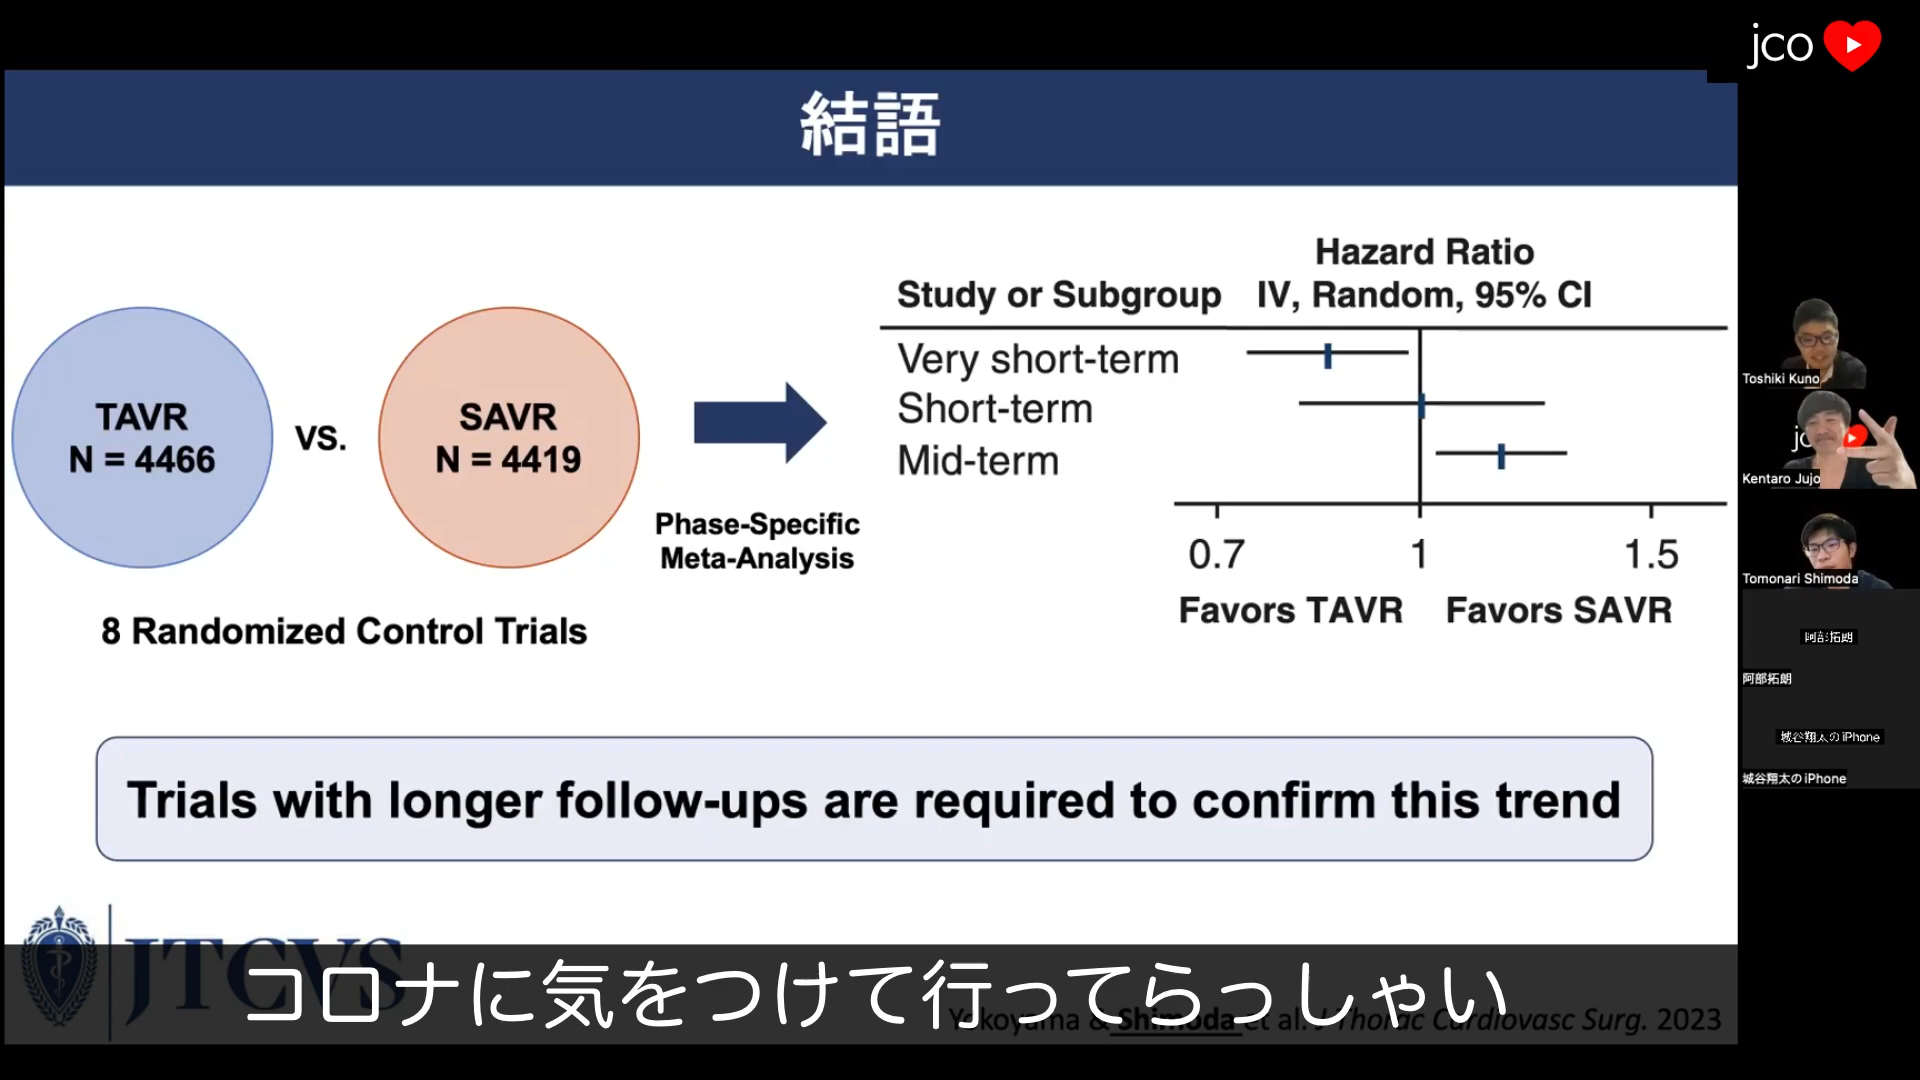 jco
結語
Hazard Ratio
Study or Subgroup IV, Random, 95% CI
Very short-term
Short-term
Mid-term
0.7 1 1.5
Favors TAVR Favors SAVR
TAVR
N = 4466
VS.
SAVR
N = 4419
Phase-Specific
Meta-Analysis
8 Randomized Control Trials
Trials with longer follow-ups are required to confirm this trend
JTCVS
Yokoyama & Shimoda et al. J Thorac Cardiovasc Surg. 2023
コロナに気をつけて行ってらっしゃい
Toshiki Kuno
jc
Kentaro Jujo
Tomonari Shimoda
阿部拓朗
阿部拓朗
城谷翔太のiPhone
城谷翔太のiPhone